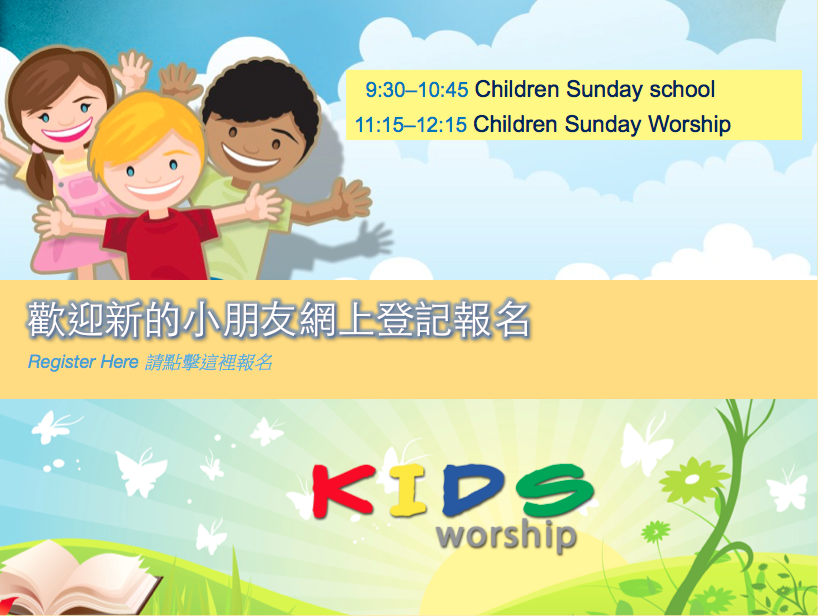 9:30–10:45 Children Sunday school
11:15–12:15 Children Sunday Worship
歡迎新的小朋友網上登記報名
Register Here 請點擊這裡報名
KIDS
worship